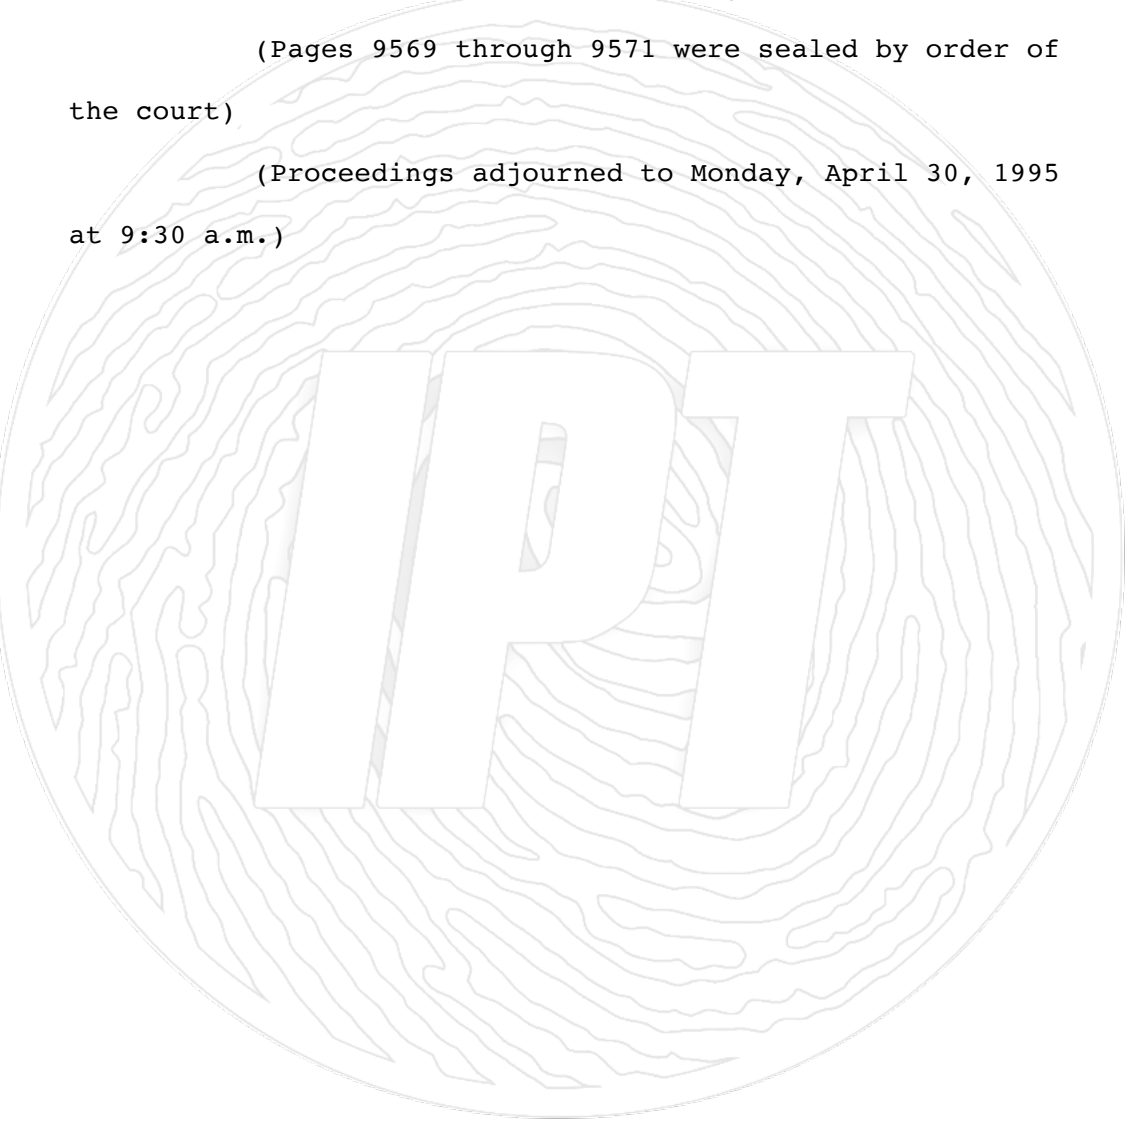 (Pages 9569 through 9571 were sealed by order of
the court)
(Proceedings adjourned to Monday, April 30, 1995
at 9:30 a.m.)
IPT